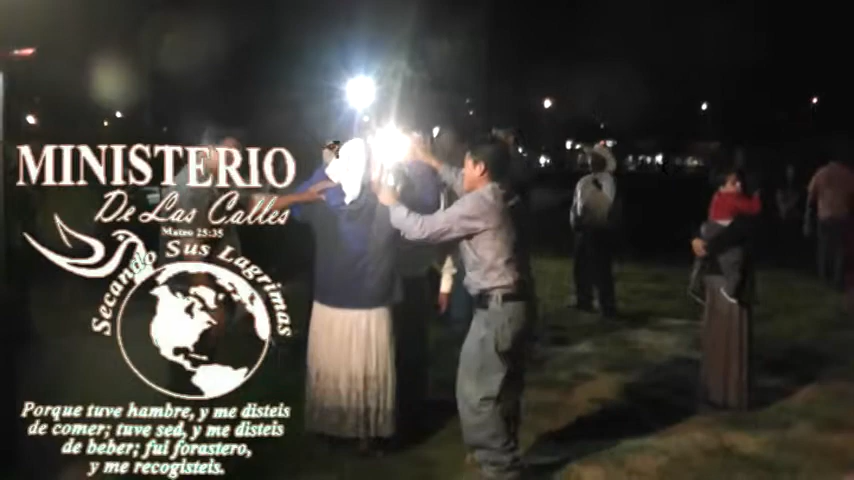 MINISTERIO
De Las Calles
Mateo 25:35
Secando Sus Lagrimas
Porque tuve hambre, y me disteis
de comer; tuve sed, y me disteis
de beber; fui forastero,
y me recogisteis.